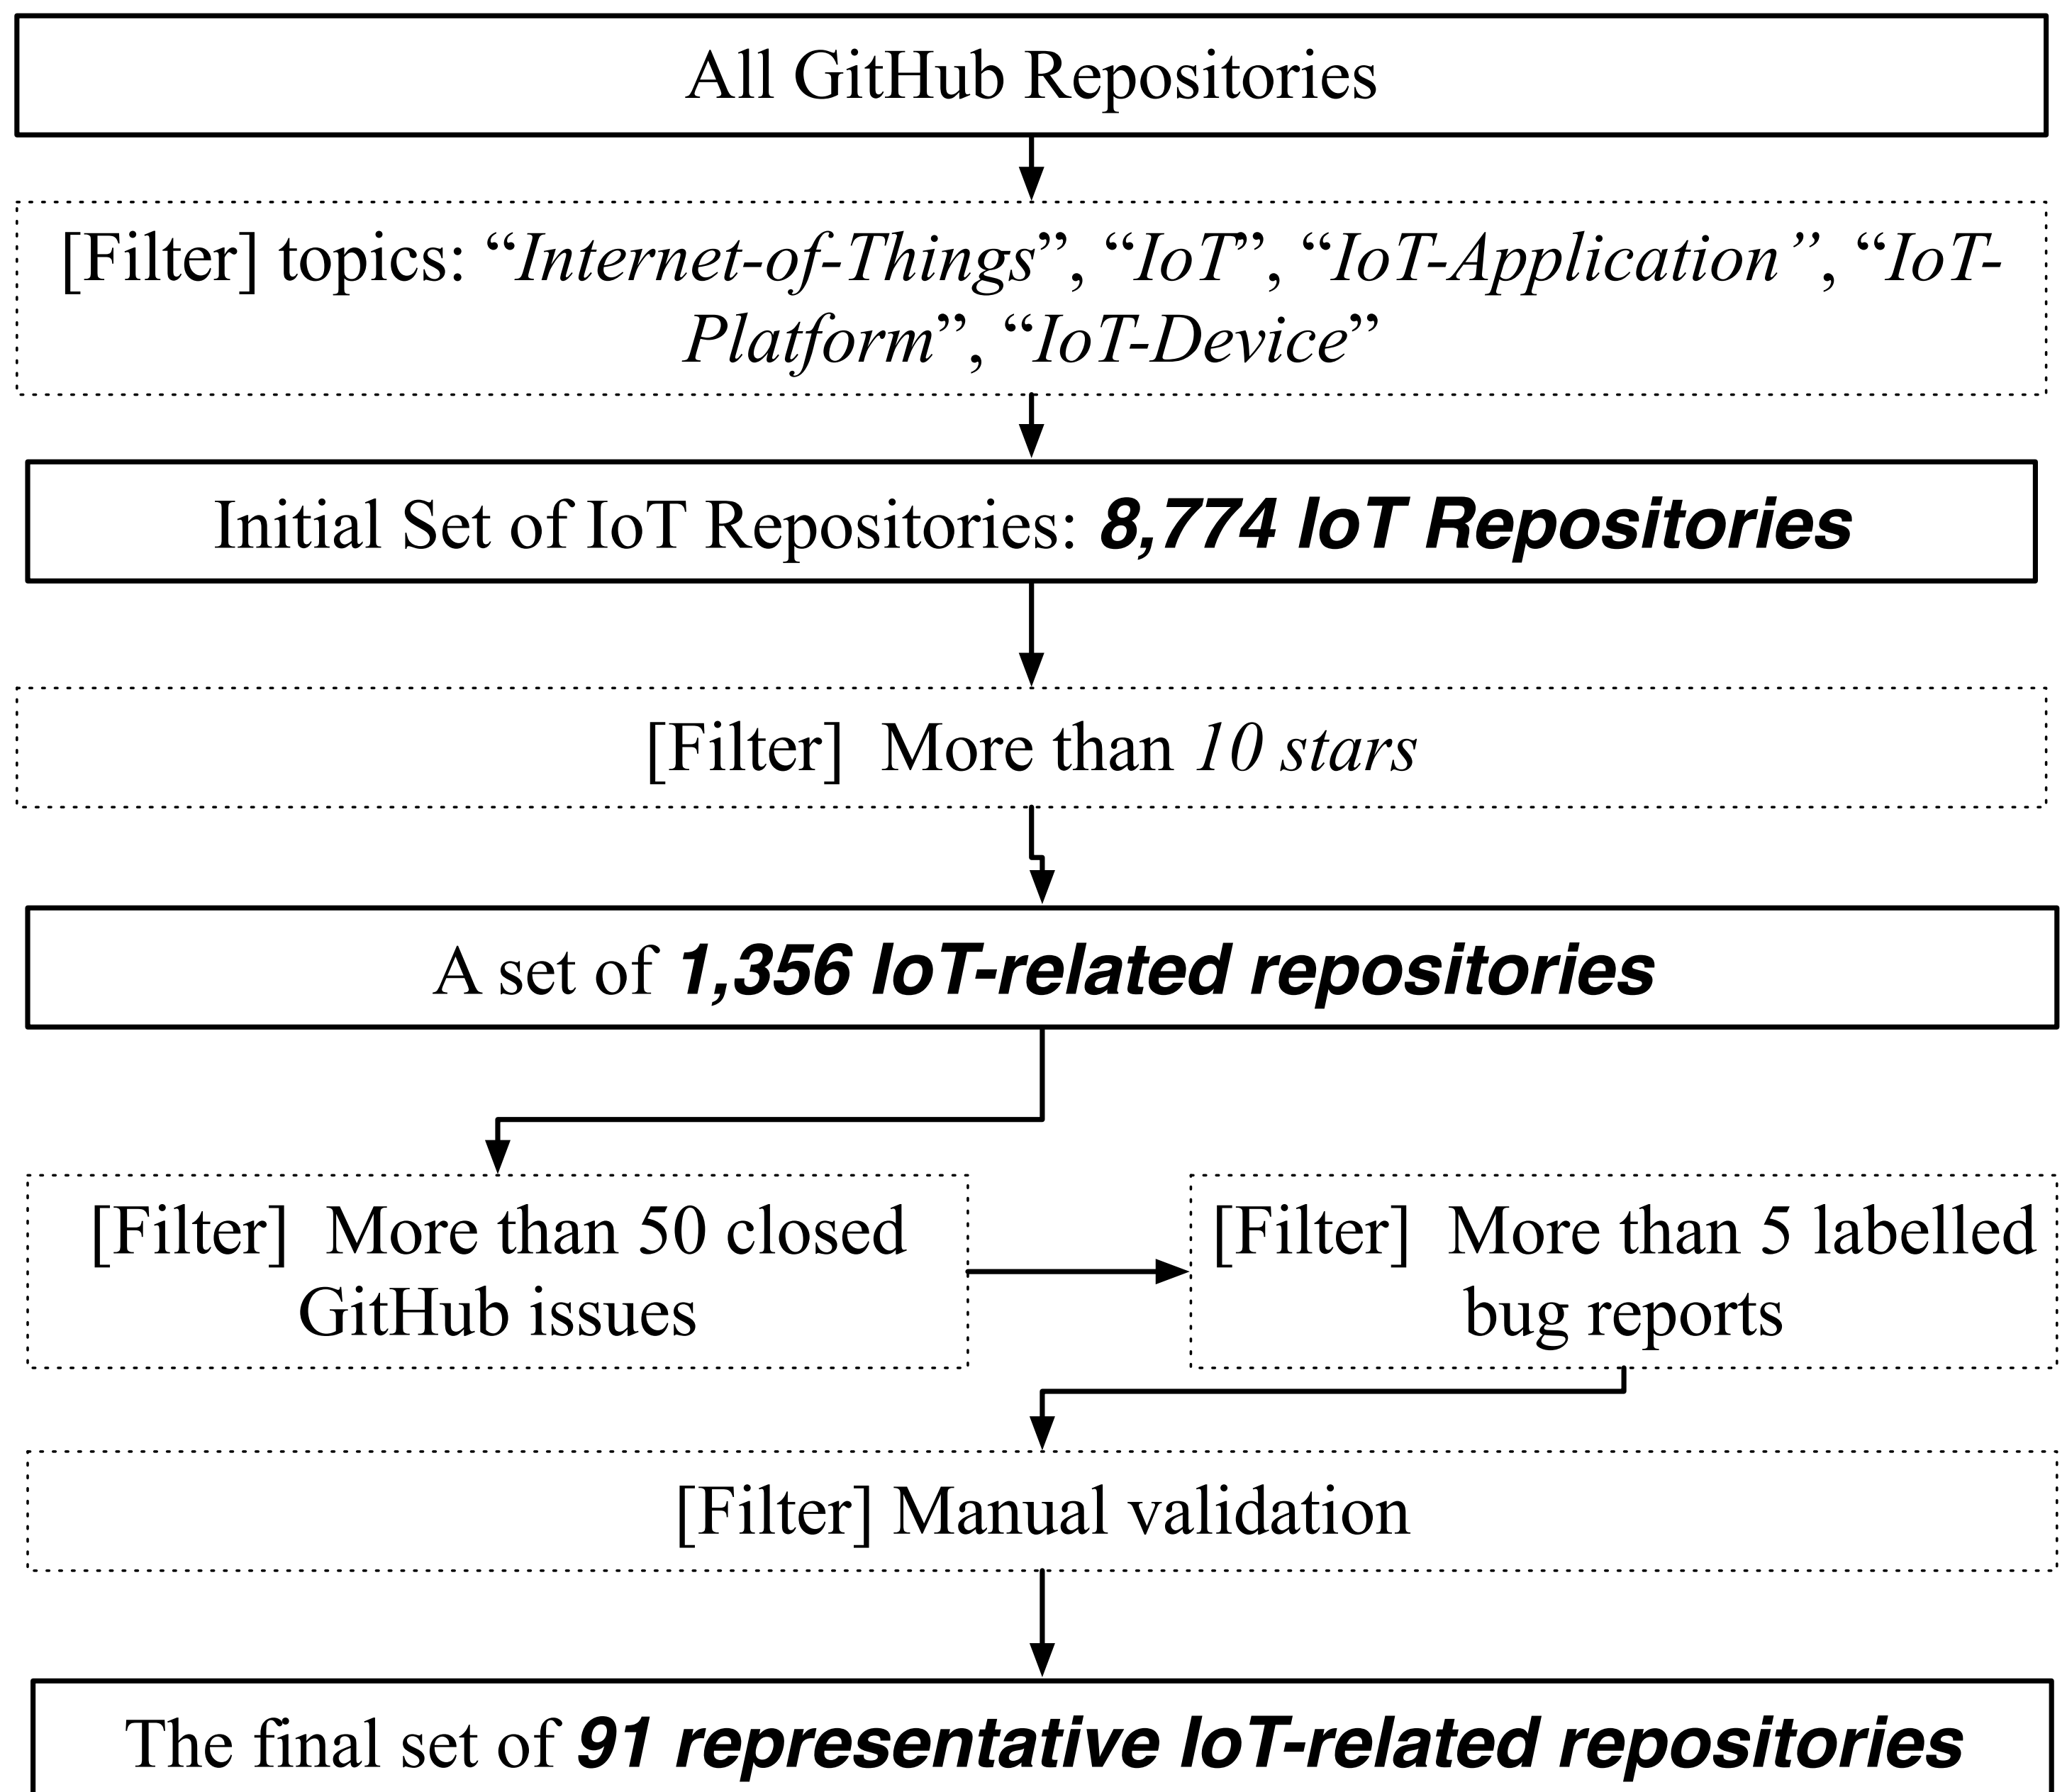 All GitHub Repositories
[Filter] topics: “Internet-of-Things”, “IoT”, “IoT-Application”, “IoT-
Platform”, “IoT-Device”
Initial Set of IoT Repositories: 8,774 IoT Repositories
[Filter] More than 10 stars
A set of 1,356 IoT-related repositories
[Filter] More than 50 closed
GitHub issues
[Filter] More than 5 labelled
bug reports
[Filter] Manual validation
The final set of 91 representative IoT-related repositories